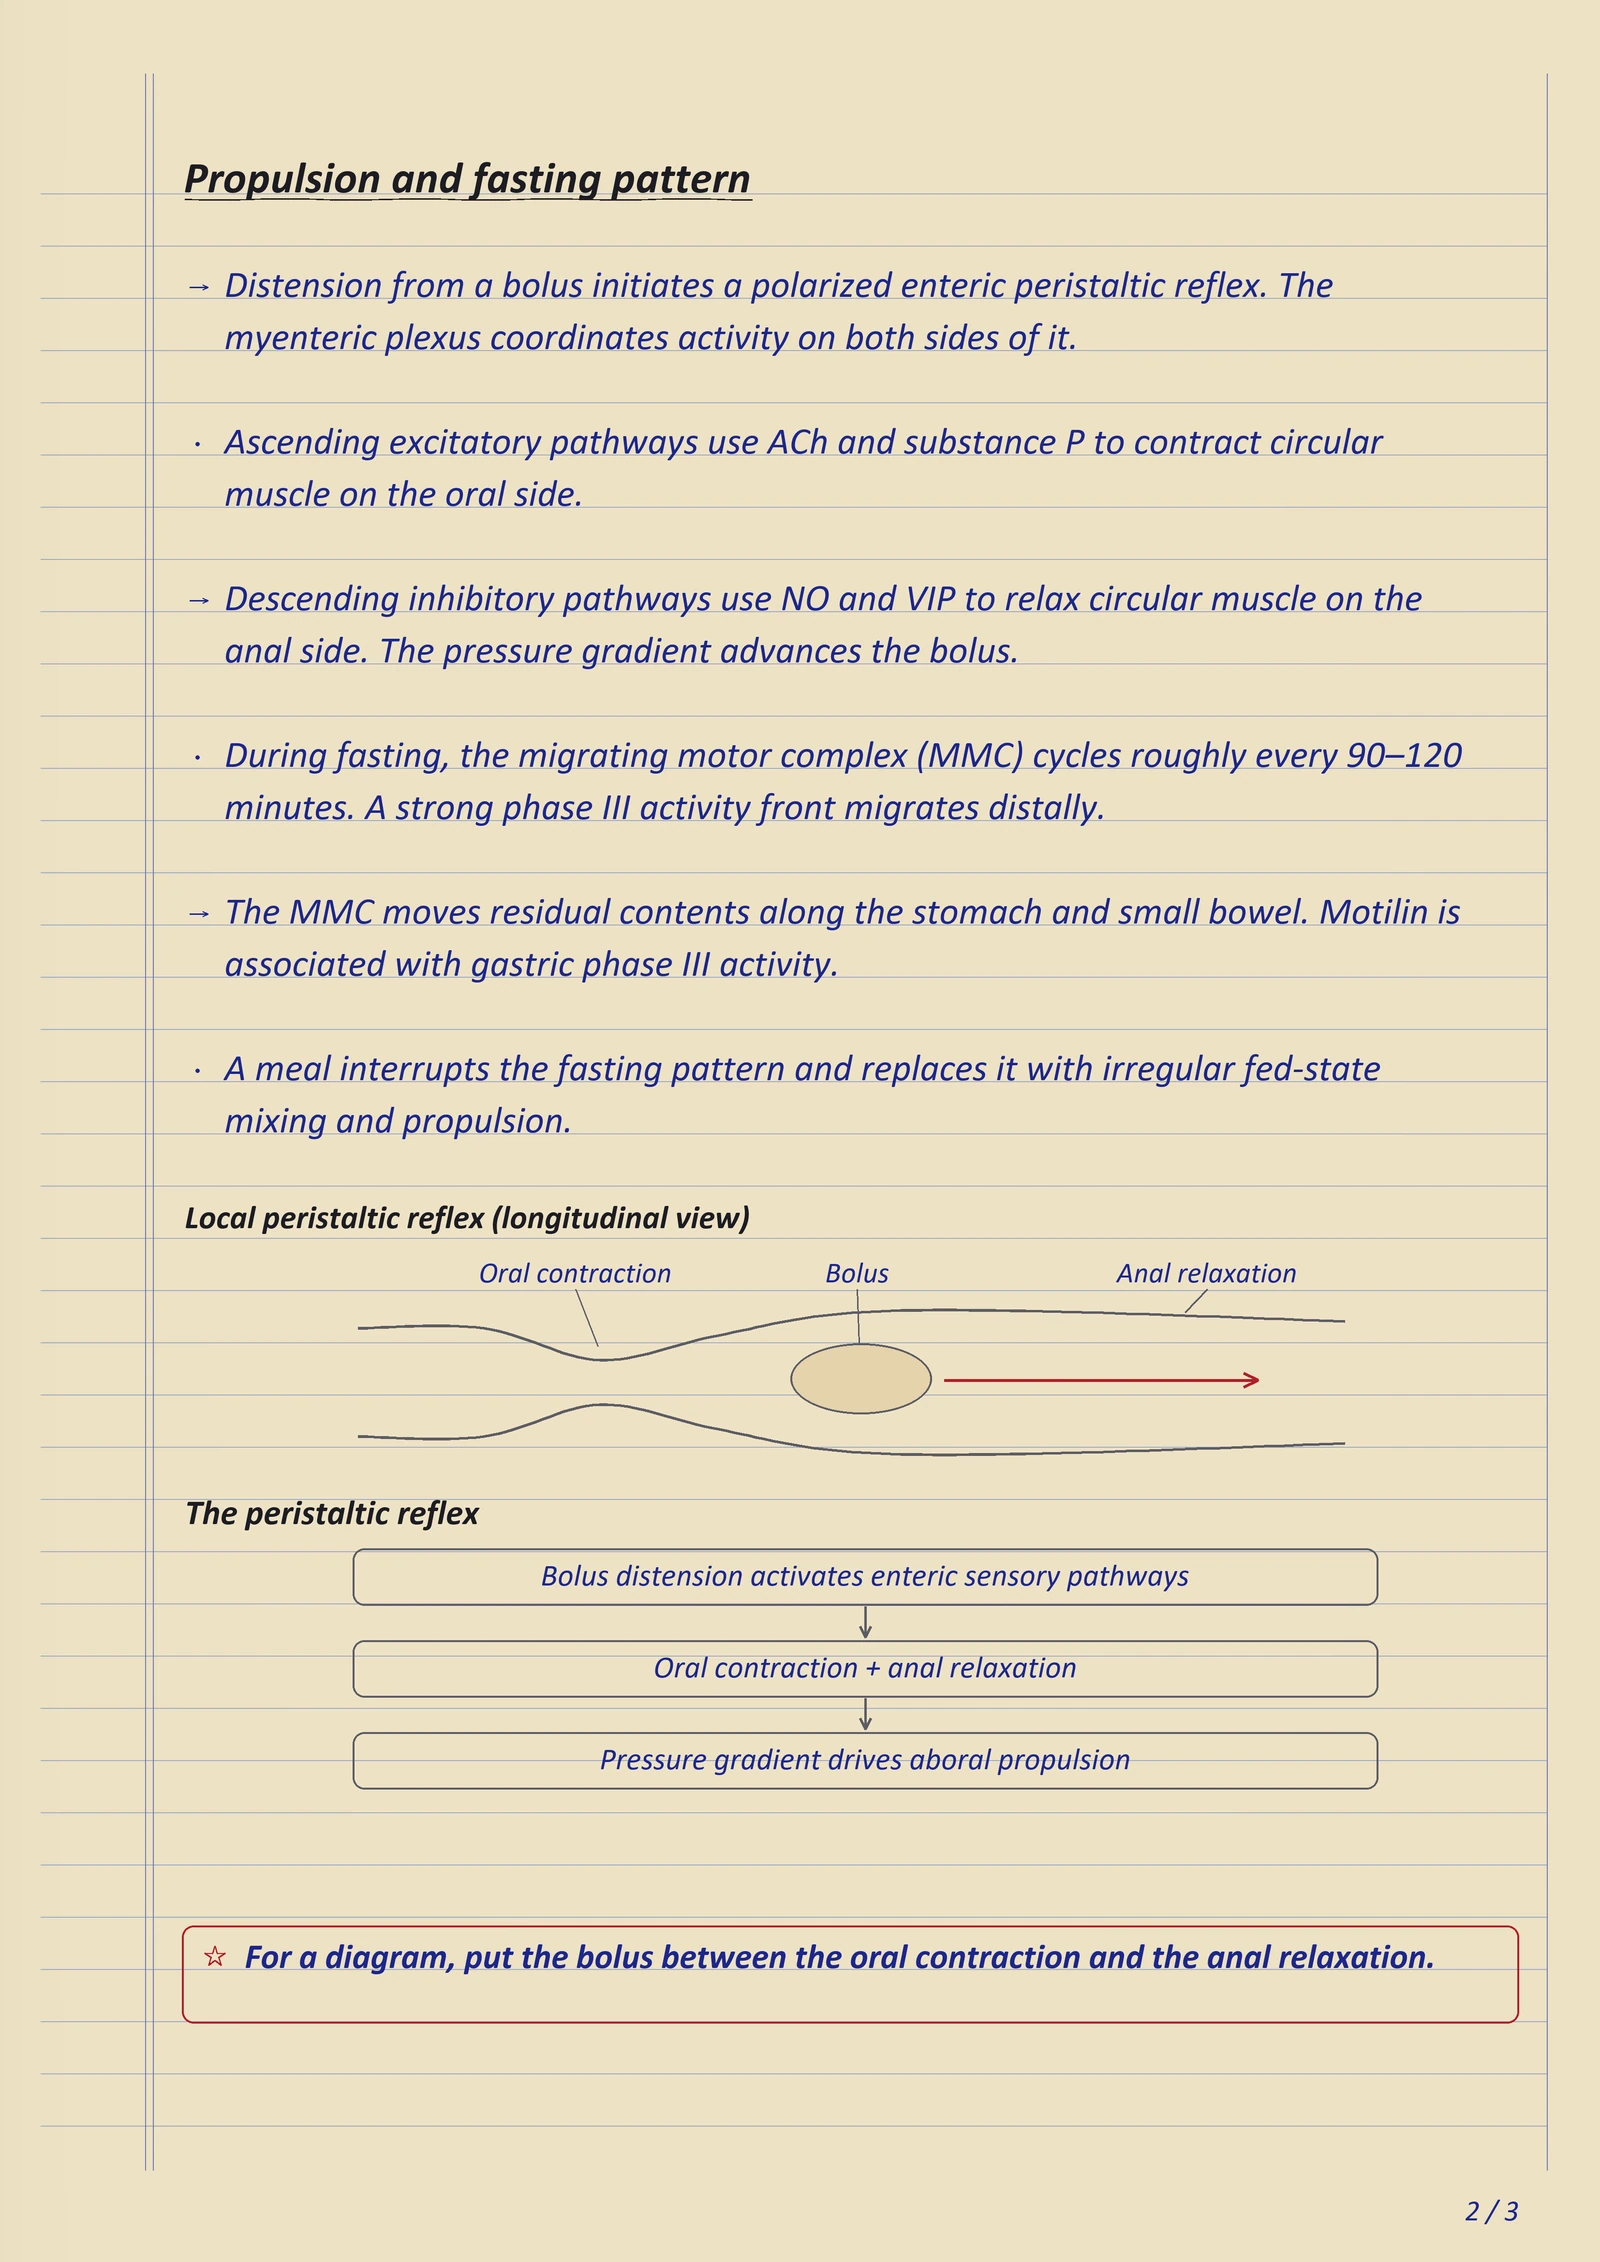 Propulsion and fasting pattern
→ Distension from a bolus initiates a polarized enteric peristaltic reflex. The
myenteric plexus coordinates activity on both sides of it.
· Ascending excitatory pathways use ACh and substance P to contract circular
muscle on the oral side.
→ Descending inhibitory pathways use NO and VIP to relax circular muscle on the
anal side. The pressure gradient advances the bolus.
· During fasting, the migrating motor complex (MMC) cycles roughly every 90–120
minutes. A strong phase III activity front migrates distally.
→ The MMC moves residual contents along the stomach and small bowel. Motilin is
associated with gastric phase III activity.
· A meal interrupts the fasting pattern and replaces it with irregular fed-state
mixing and propulsion.
Local peristaltic reflex (longitudinal view)
Oral contraction Bolus Anal relaxation
The peristaltic reflex
Bolus distension activates enteric sensory pathways
Oral contraction + anal relaxation
Pressure gradient drives aboral propulsion
☆ For a diagram, put the bolus between the oral contraction and the anal relaxation.
2 / 3